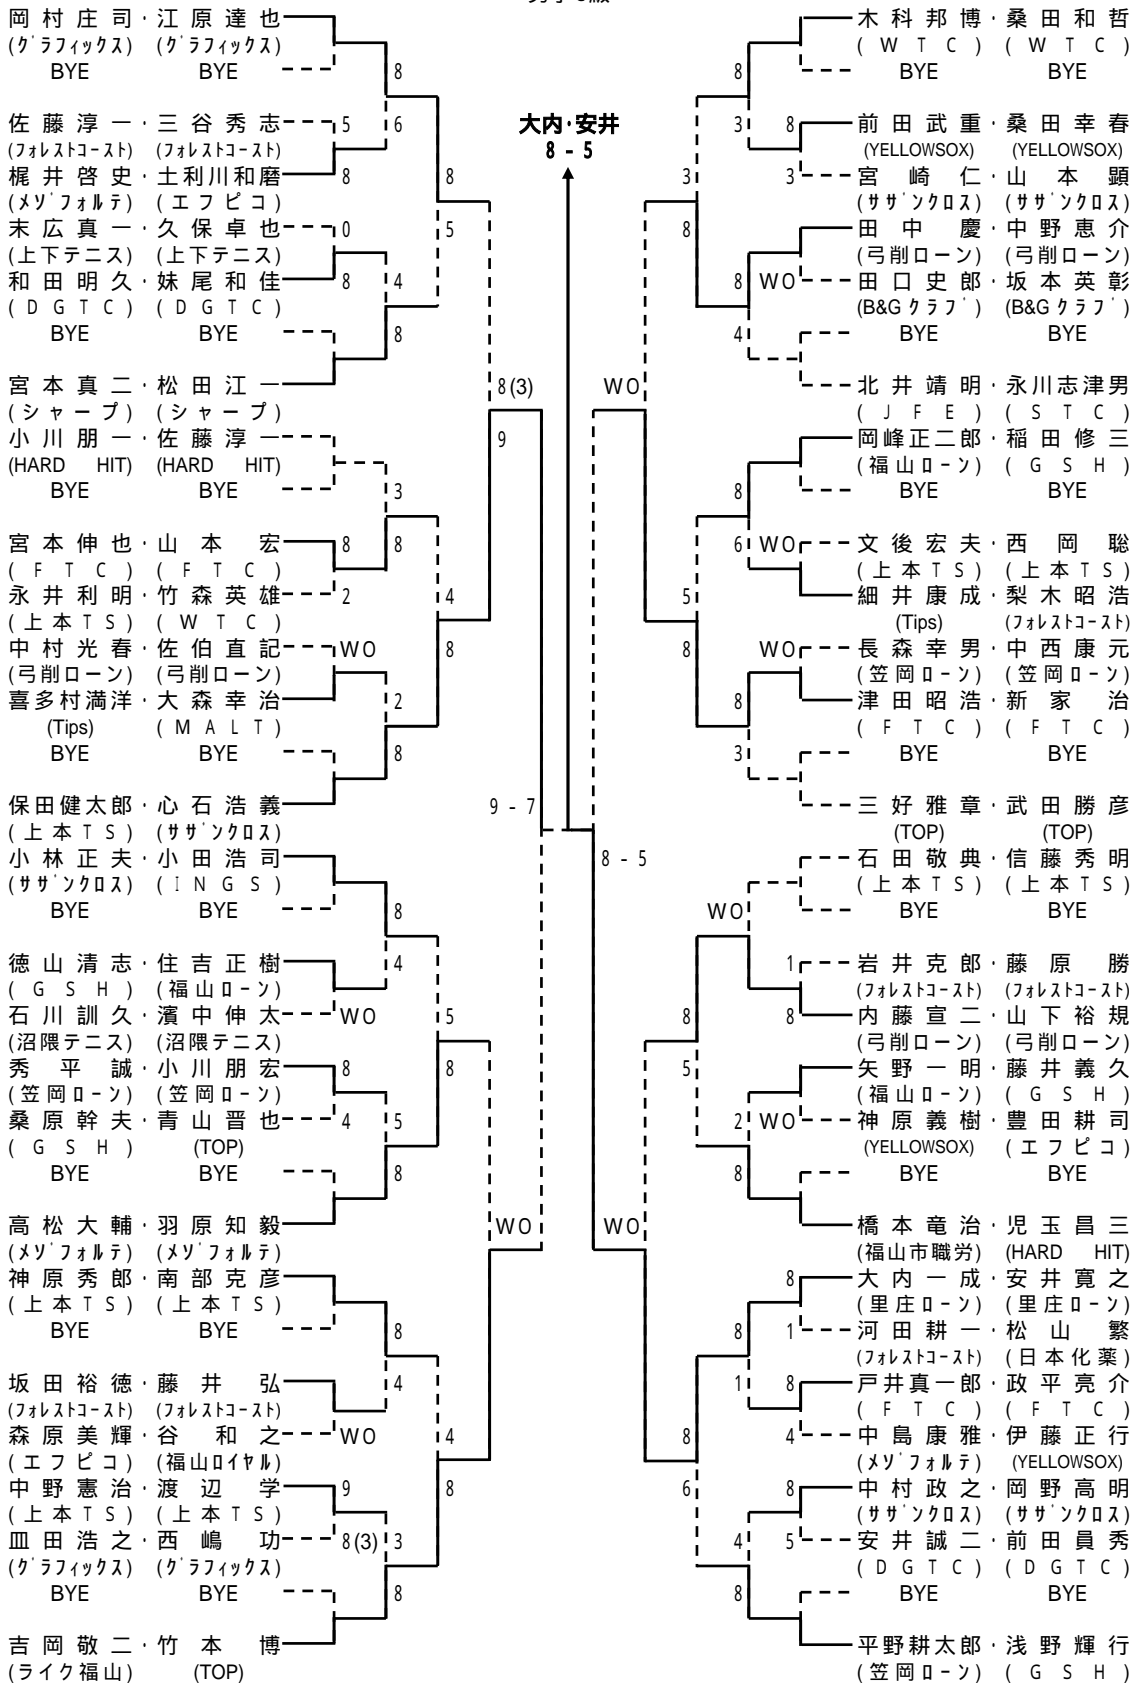 岡村庄司・江原達也
(グラフィックス) (グラフィックス)
BYE BYE
8
佐藤淳一・三谷秀志 5 6
(フォレストコースト) (フォレストコースト)
梶井啓史・土利川和磨 8 8
(メゾフォルテ) (エフピコ)
末広真一・久保卓也 0 5
(上下テニス) (上下テニス)
和田明久・妹尾和佳 8 4
(DGTC) (DGTC)
BYE BYE 8
宮本真二・松田江一 8(3)
(シャープ) (シャープ)
小川朋一・佐藤淳一 9
(HARD HIT) (HARD HIT)
BYE BYE 3
宮本伸也・山本宏 8 8
(FTC) (FTC)
永井利明・竹森英雄 2 4
(上本TS) (WTC)
中村光春・佐伯直記 WO 8
(弓削ローン) (弓削ローン)
喜多村満洋・大森幸治 2
(Tips) (MALT)
BYE BYE 8
保田健太郎・心石浩義 9-7
(上本TS) (サザンクロス)
小林正夫・小田浩司
(サザンクロス) (INGS)
BYE BYE 8
徳山清志・住吉正樹 4
(GSH) (福山ローン)
石川訓久・濱中伸太 WO 5
(沼隈テニス) (沼隈テニス)
秀平誠・小川朋宏 8 8
(笠岡ローン) (笠岡ローン)
桑原幹夫・青山晋也 4 5
(GSH) (TOP)
BYE BYE 8
高松大輔・羽原知毅 WO
(メゾフォルテ) (メゾフォルテ)
神原秀郎・南部克彦
(上本TS) (上本TS)
BYE BYE 8
坂田裕徳・藤井弘 4
(フォレストコースト) (フォレストコースト)
森原美輝・谷和之 WO 4
(エフピコ) (福山ロイヤル)
中野憲治・渡辺学 9 8
(上本TS) (上本TS)
皿田浩之・西嶋功 8(3) 3
(グラフィックス) (グラフィックス)
BYE BYE 8
吉岡敬二・竹本博
(ライク福山) (TOP)
大内・安井
8-5
木科邦博・桑田和哲
(WTC) (WTC)
8 BYE BYE
3 8 前田武重・桑田幸春
(YELLOWSOX) (YELLOWSOX)
3 3 宮崎仁・山本顕
(サザンクロス) (サザンクロス)
8 田中慶・中野恵介
(弓削ローン) (弓削ローン)
8 WO 田口史郎・坂本英彰
(B&Gクラブ) (B&Gクラブ)
4 BYE BYE
WO 北井靖明・永川志津男
(JFE) (STC)
岡峰正二郎・稲田修三
(福山ローン) (GSH)
8 BYE BYE
6 WO 文後宏夫・西岡聡
(上本TS) (上本TS)
5 細井康成・梨木昭浩
(Tips) (フォレストコースト)
8 WO 長森幸男・中西康元
(笠岡ローン) (笠岡ローン)
8 津田昭浩・新家治
(FTC) (FTC)
3 BYE BYE
三好雅章・武田勝彦
(TOP) (TOP)
8-5 石田敬典・信藤秀明
(上本TS) (上本TS)
WO BYE BYE
1 岩井克郎・藤原勝
(フォレストコースト) (フォレストコースト)
8 8 内藤宣二・山下裕規
(弓削ローン) (弓削ローン)
5 矢野一明・藤井義久
(福山ローン) (GSH)
2 WO 神原義樹・豊田耕司
(YELLOWSOX) (エフピコ)
8 BYE BYE
WO 橋本竜治・児玉昌三
(福山市職労) (HARD HIT)
8 大内一成・安井寛之
(里庄ローン) (里庄ローン)
8 1 河田耕一・松山繁
(フォレストコースト) (日本化薬)
1 8 戸井真一郎・政平亮介
(FTC) (FTC)
8 4 中島康雅・伊藤正行
(メゾフォルテ) (YELLOWSOX)
6 8 中村政之・岡野高明
(サザンクロス) (サザンクロス)
4 5 安井誠二・前田員秀
(DGTC) (DGTC)
8 BYE BYE
平野耕太郎・浅野輝行
(笠岡ローン) (GSH)